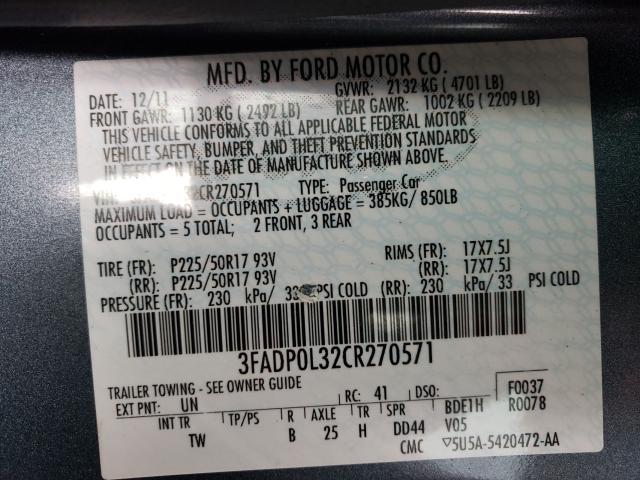 MFD. BY FORD MOTOR CO.
DATE: 12/11 GVWR: 2132 KG ( 4701 LB)
FRONT GAWR: 1130 KG ( 2492 LB) REAR GAWR: 1002 KG ( 2209 LB)
THIS VEHICLE CONFORMS TO ALL APPLICABLE FEDERAL MOTOR
VEHICLE SAFETY, BUMPER, AND THEFT PREVENTION STANDARDS
IN EFFECT ON THE DATE OF MANUFACTURE SHOWN ABOVE.
32CR270571 TYPE: Passenger Car
MAXIMUM LOAD = OCCUPANTS + LUGGAGE = 385KG/ 850LB
OCCUPANTS = 5 TOTAL; 2 FRONT, 3 REAR
TIRE (FR): P225/50R17 93V RIMS (FR): 17X7.5J
(RR): P225/50R17 93V (RR): 17X7.5J
PRESSURE (FR): 230 kPa/ 33 PSI COLD (RR): 230 kPa/ 33 PSI COLD
3FADP0L32CR270571
TRAILER TOWING - SEE OWNER GUIDE
EXT PNT: UN RC: 41 DSO: F0037
INT TR TP/PS R AXLE TR SPR BDE1H R0078
TW B 25 H DD44 V05
CMC ▽5U5A-5420472-AA